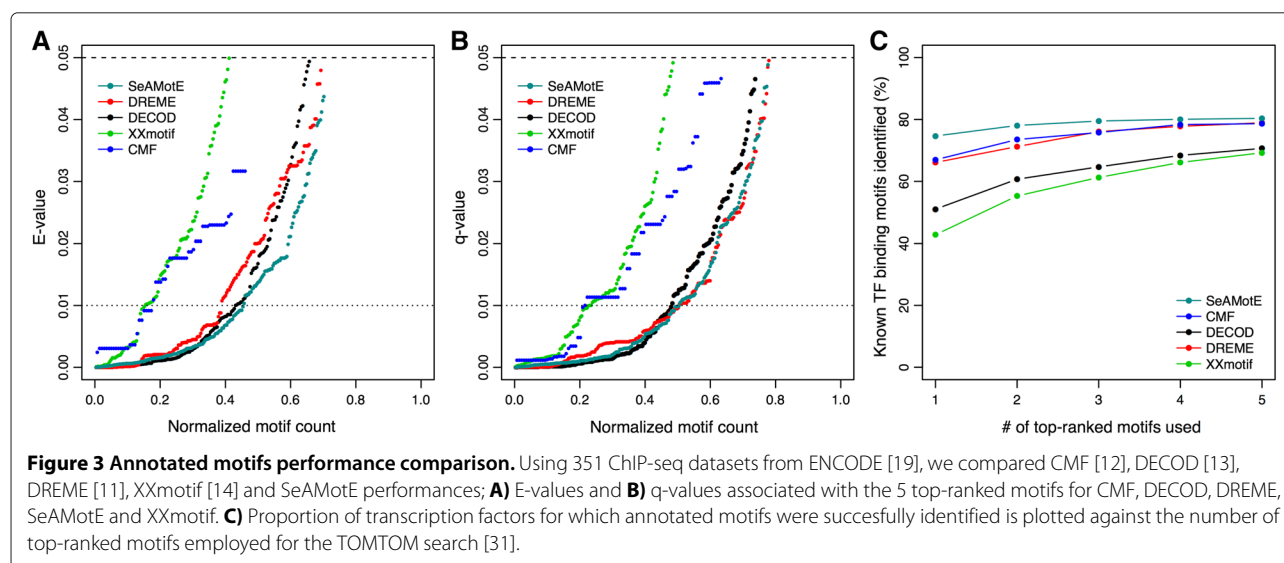 A
B
C
0.05
0.04
0.03
0.02
0.01
0.00
E-value
SeAMotE
DREME
DECOD
XXmotif
CMF
0.0 0.2 0.4 0.6 0.8 1.0
Normalized motif count
0.05
0.04
0.03
0.02
0.01
0.00
q-value
SeAMotE
DREME
DECOD
XXmotif
CMF
0.0 0.2 0.4 0.6 0.8 1.0
Normalized motif count
100
80
60
40
20
0
Known TF binding motifs identified (%)
SeAMotE
CMF
DECOD
DREME
XXmotif
1 2 3 4 5
# of top-ranked motifs used
Figure 3 Annotated motifs performance comparison. Using 351 ChIP-seq datasets from ENCODE [19], we compared CMF [12], DECOD [13],
DREME [11], XXmotif [14] and SeAMotE performances; A) E-values and B) q-values associated with the 5 top-ranked motifs for CMF, DECOD, DREME,
SeAMotE and XXmotif. C) Proportion of transcription factors for which annotated motifs were succesfully identified is plotted against the number of
top-ranked motifs employed for the TOMTOM search [31].